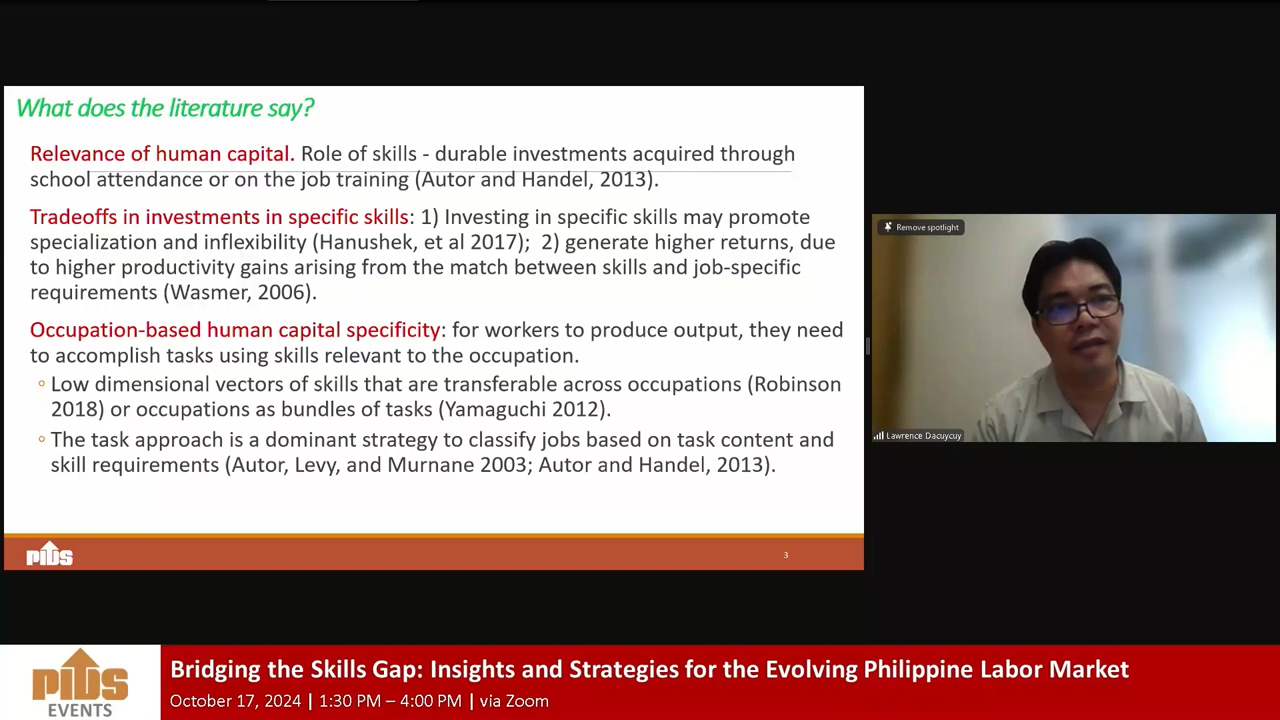 What does the literature say?
Relevance of human capital. Role of skills - durable investments acquired through
school attendance or on the job training (Autor and Handel, 2013).
Tradeoffs in investments in specific skills: 1) Investing in specific skills may promote
specialization and inflexibility (Hanushek, et al 2017); 2) generate higher returns, due
to higher productivity gains arising from the match between skills and job-specific
requirements (Wasmer, 2006).
Occupation-based human capital specificity: for workers to produce output, they need
to accomplish tasks using skills relevant to the occupation.
Low dimensional vectors of skills that are transferable across occupations (Robinson
2018) or occupations as bundles of tasks (Yamaguchi 2012).
The task approach is a dominant strategy to classify jobs based on task content and
skill requirements (Autor, Levy, and Murnane 2003; Autor and Handel, 2013).
pids
3
Remove spotlight
Lawrence Dacuycuy
pids
EVENTS
Bridging the Skills Gap: Insights and Strategies for the Evolving Philippine Labor Market
October 17, 2024 | 1:30 PM – 4:00 PM | via Zoom